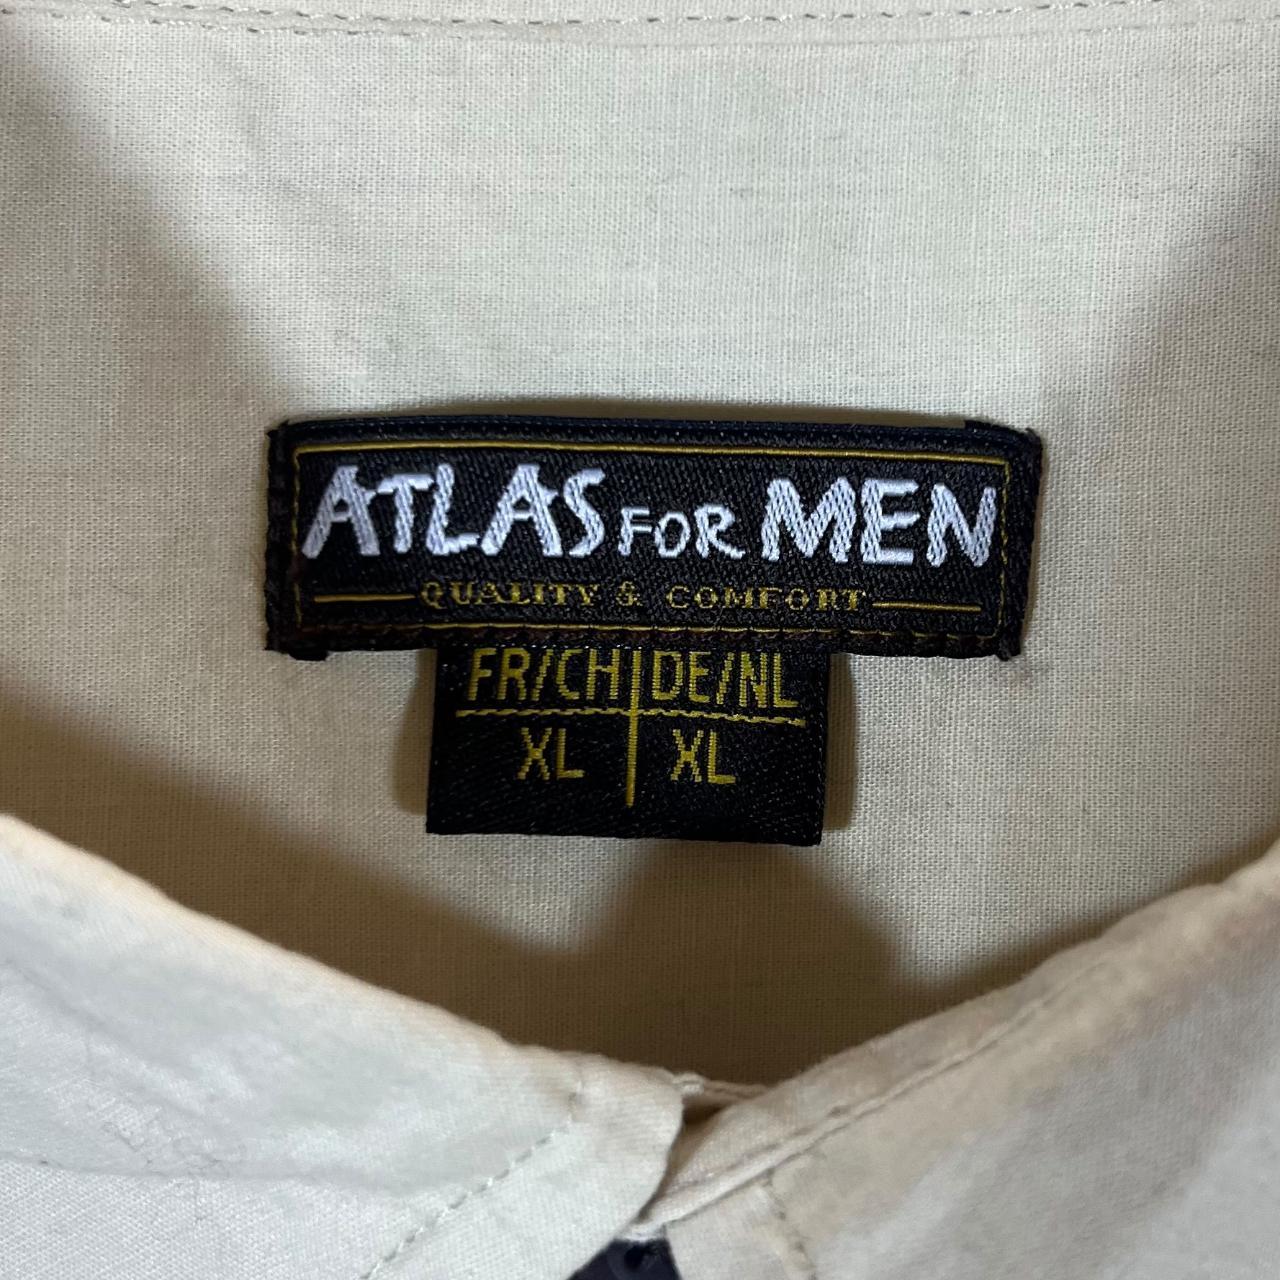 ATLAS FOR MEN
QUALITY & COMFORT
FR/CH DE/NL
XL XL